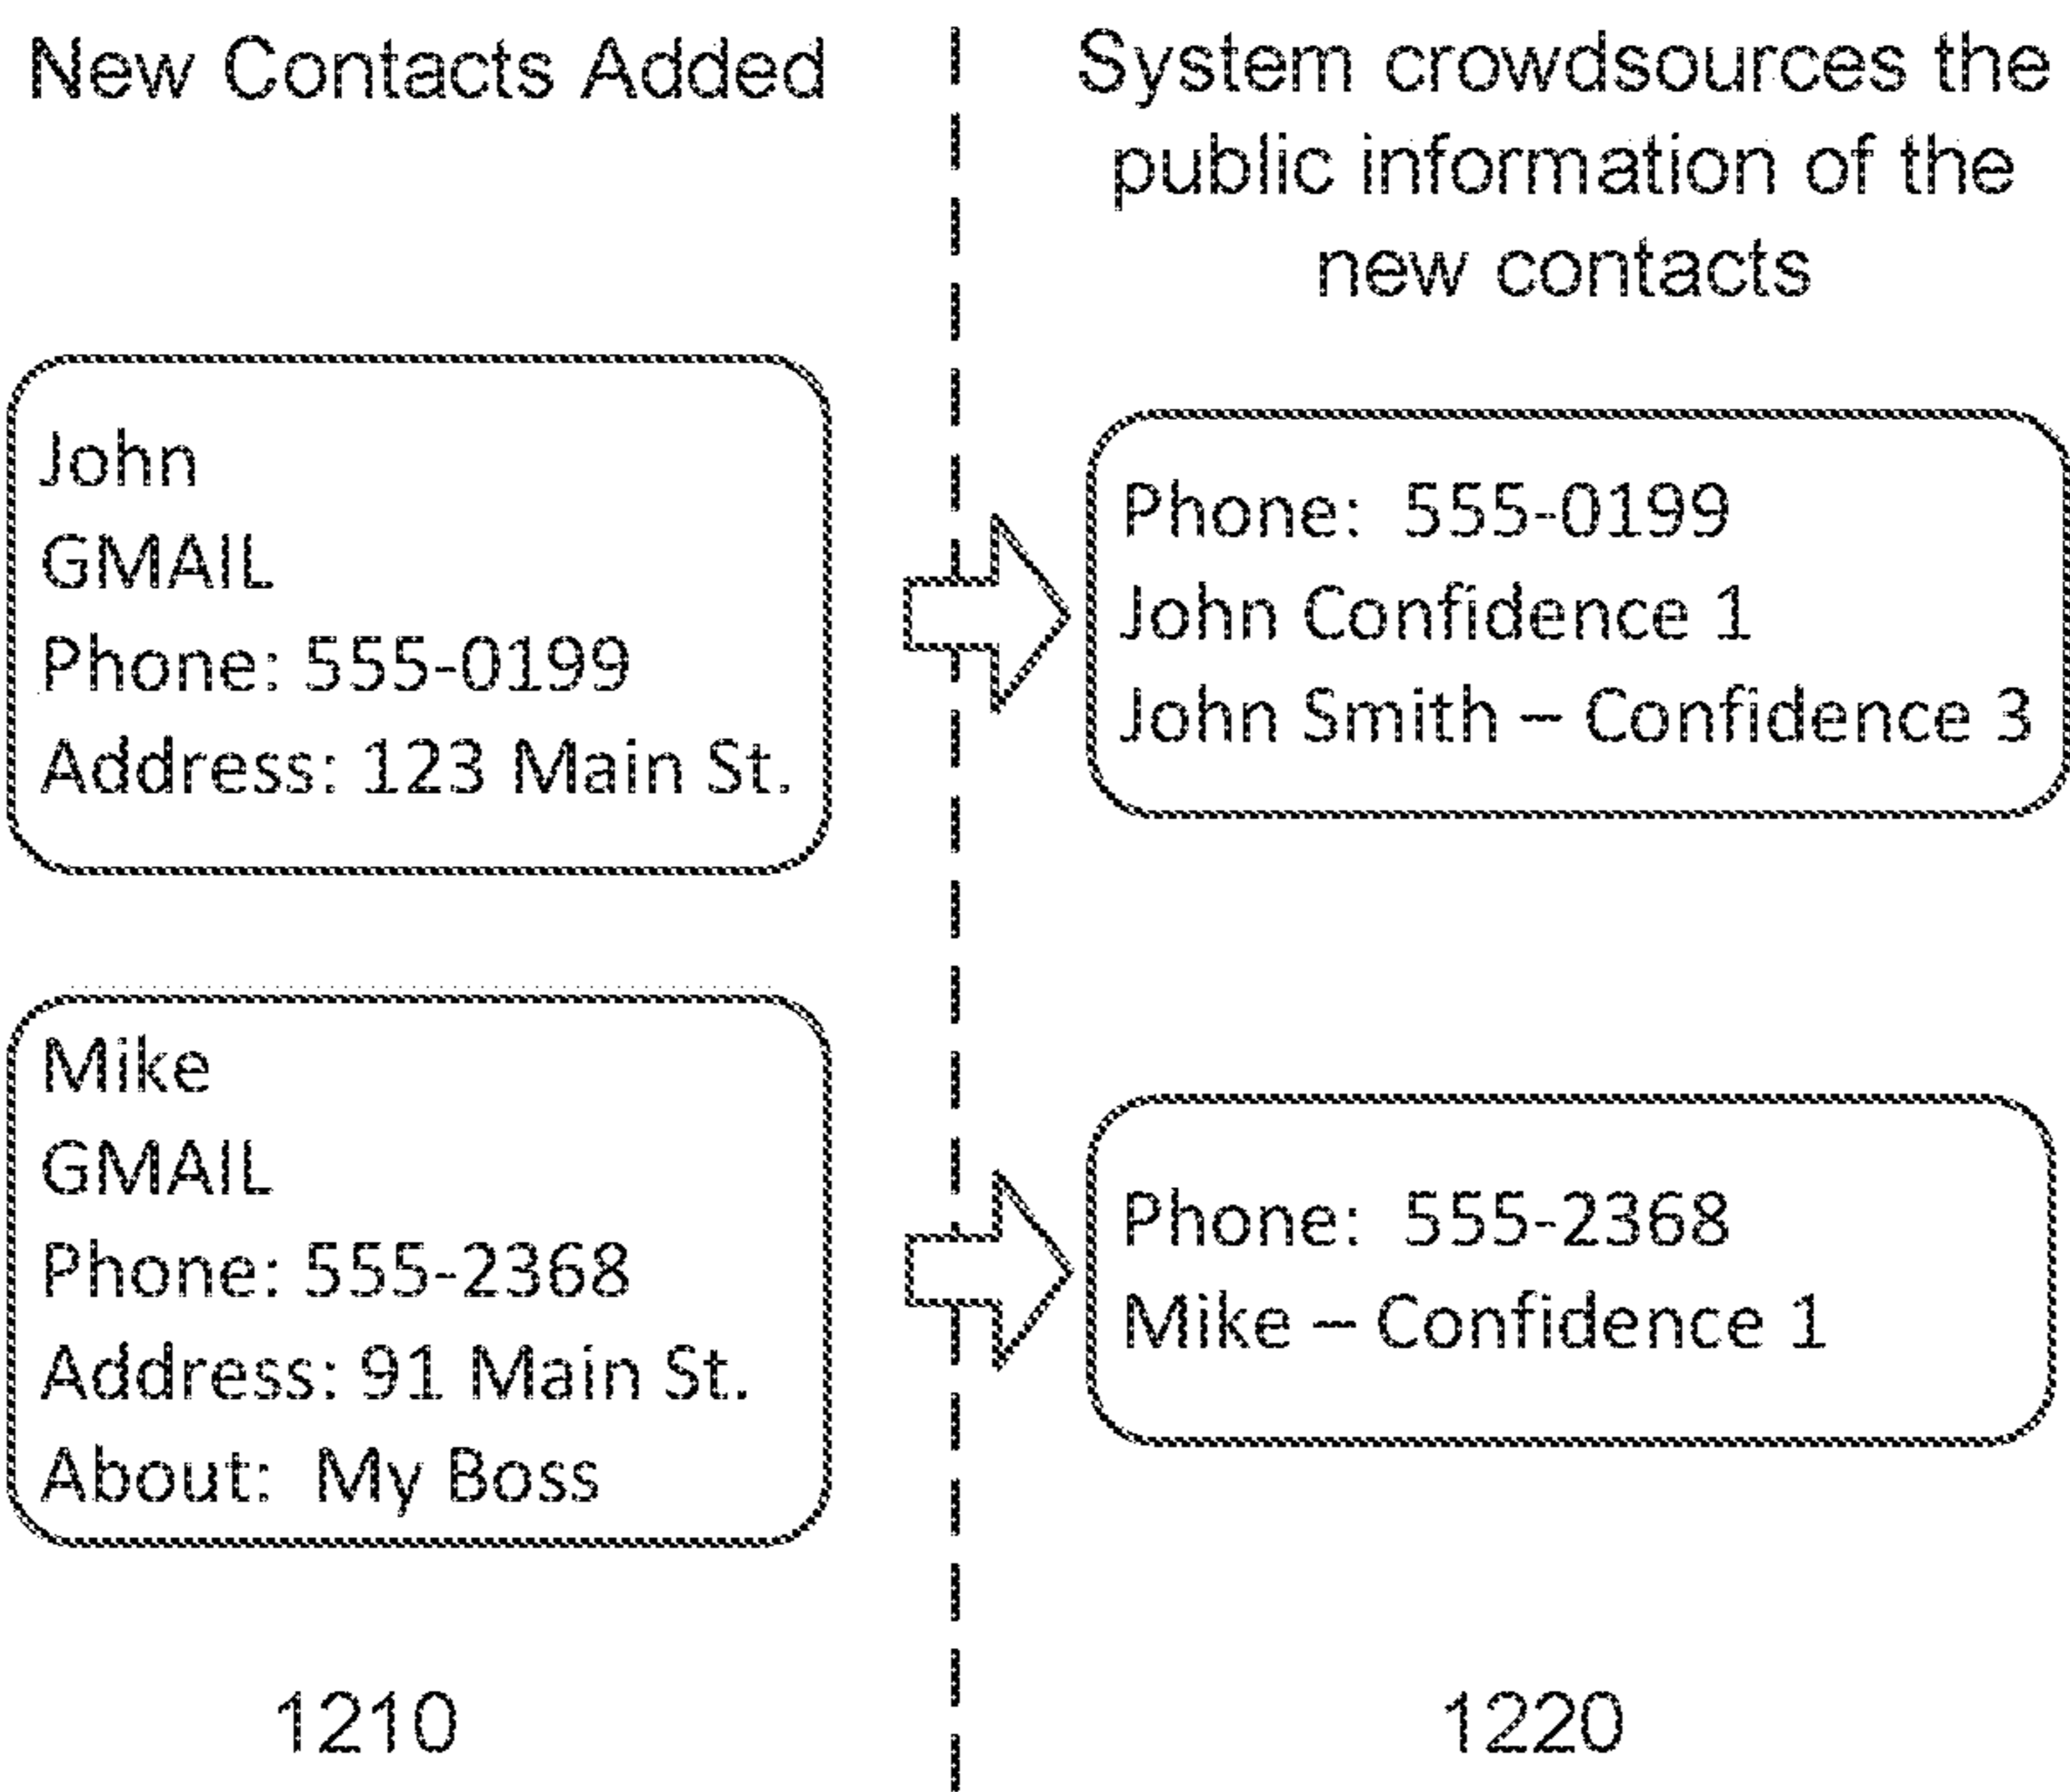 New Contacts Added
System crowdsources the
public information of the
new contacts
John
GMAIL
Phone: 555-0199
Address: 123 Main St.
Phone:  555-0199
John Confidence 1
John Smith – Confidence 3
Mike
GMAIL
Phone: 555-2368
Address: 91 Main St.
About:  My Boss
Phone:  555-2368
Mike – Confidence 1
1210
1220